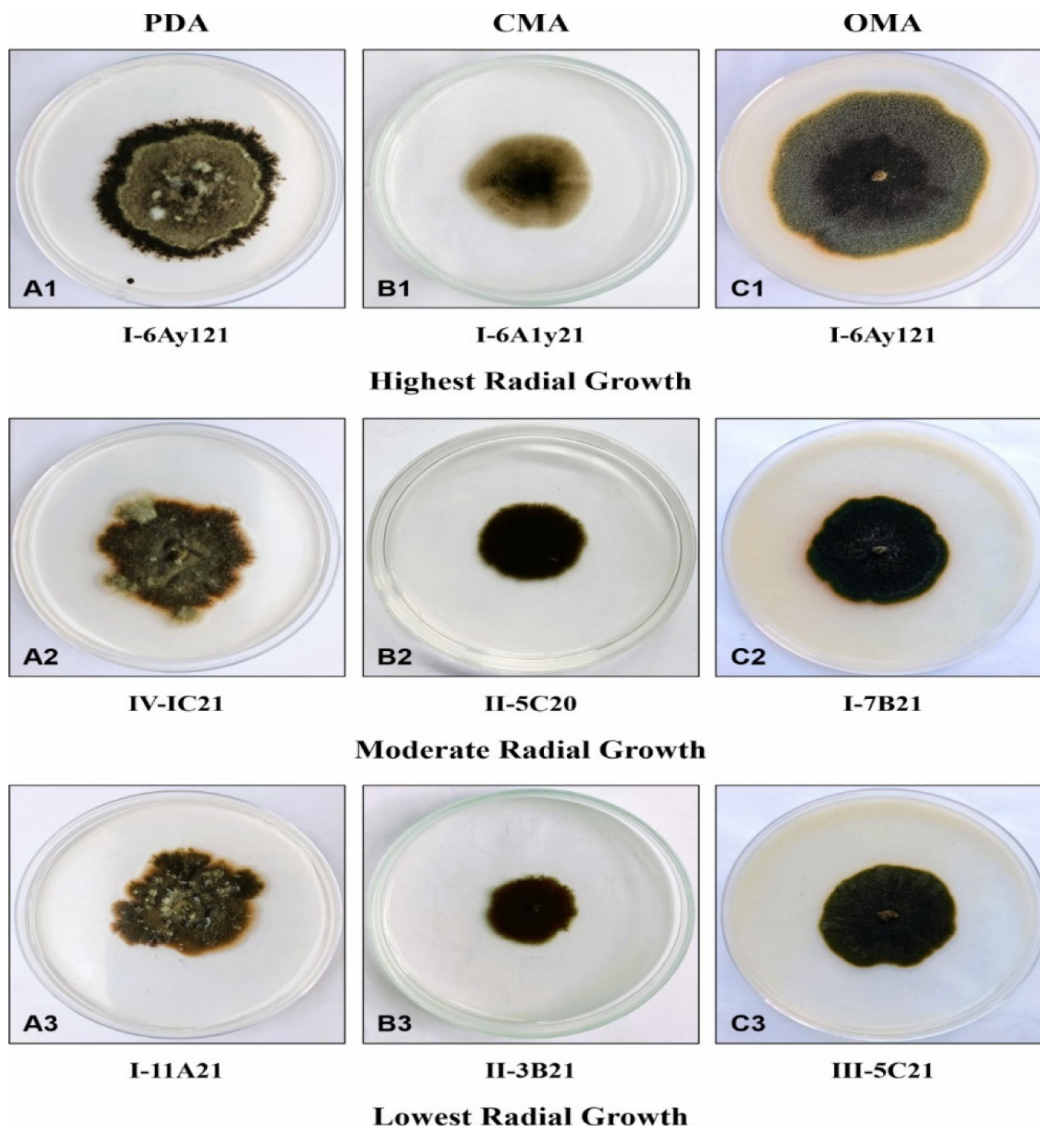 PDA CMA OMA
A1 B1 C1
I-6Ay121 I-6A1y21 I-6Ay121
Highest Radial Growth
A2 B2 C2
IV-IC21 II-5C20 I-7B21
Moderate Radial Growth
A3 B3 C3
I-11A21 II-3B21 III-5C21
Lowest Radial Growth